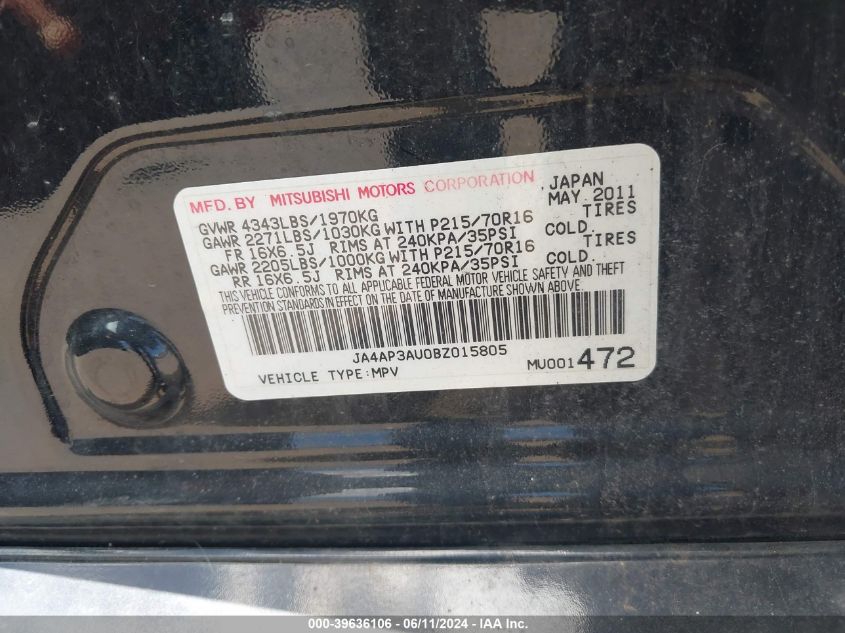 MFD. BY MITSUBISHI MOTORS CORPORATION JAPAN
GVWR 4343LBS/1970KG MAY 2011
GAWR 2271LBS/1030KG WITH P215/70R16 TIRES
FR 16X6.5J RIMS AT 240KPA/35PSI COLD.
GAWR 2205LBS/1000KG WITH P215/70R16 TIRES
RR 16X6.5J RIMS AT 240KPA/35PSI COLD.
THIS VEHICLE CONFORMS TO ALL APPLICABLE FEDERAL MOTOR VEHICLE SAFETY AND THEFT
PREVENTION STANDARDS IN EFFECT ON THE DATE OF MANUFACTURE SHOWN ABOVE.
JA4AP3AU0BZ015805
VEHICLE TYPE:MPV MU001472
000-39636106 - 06/11/2024 - IAA Inc.